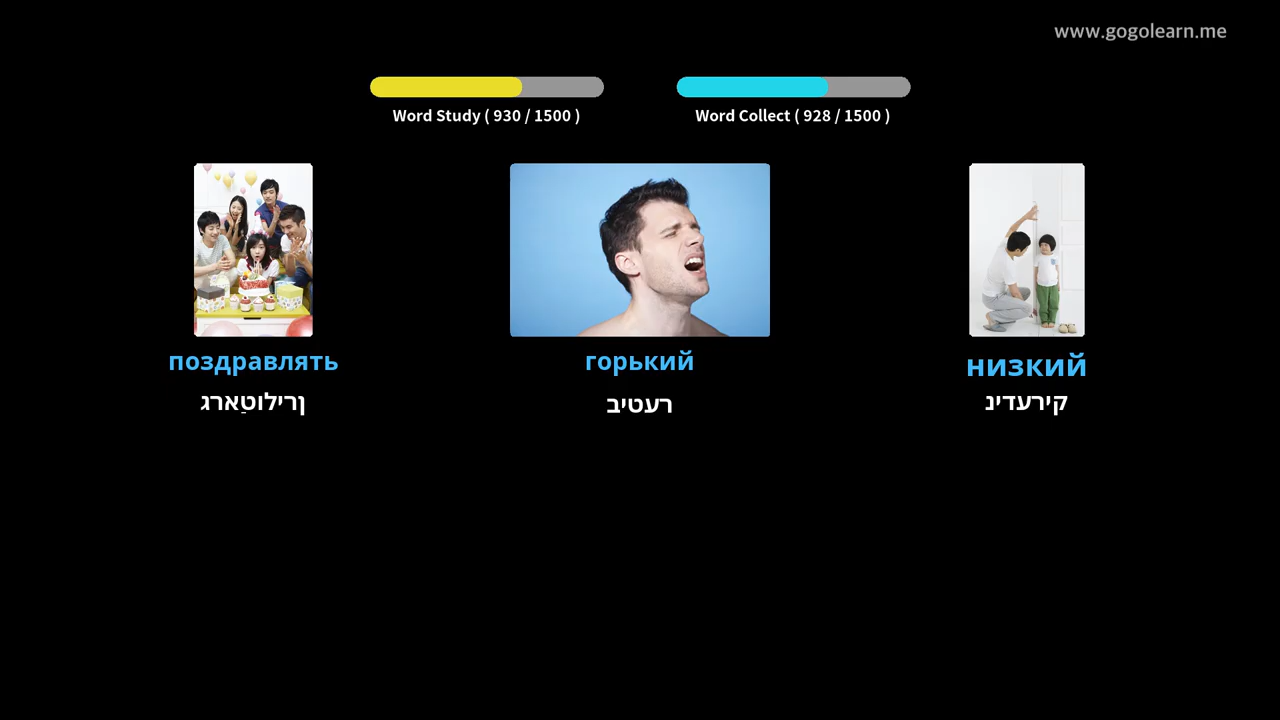 www.gogolearn.me
Word Study ( 930 / 1500 )
Word Collect ( 928 / 1500 )
поздравлять
גראַטולירן
горький
ביטער
низкий
נידעריק